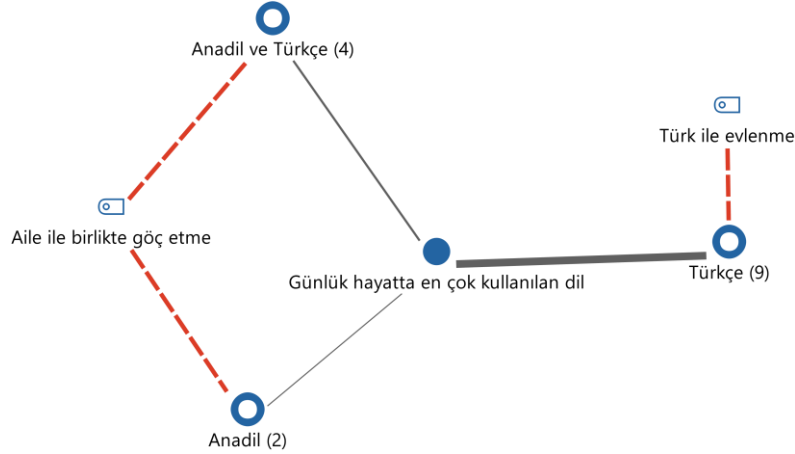 Anadil ve Türkçe (4)
Türk ile evlenme
Aile ile birlikte göç etme
Günlük hayatta en çok kullanılan dil
Türkçe (9)
Anadil (2)